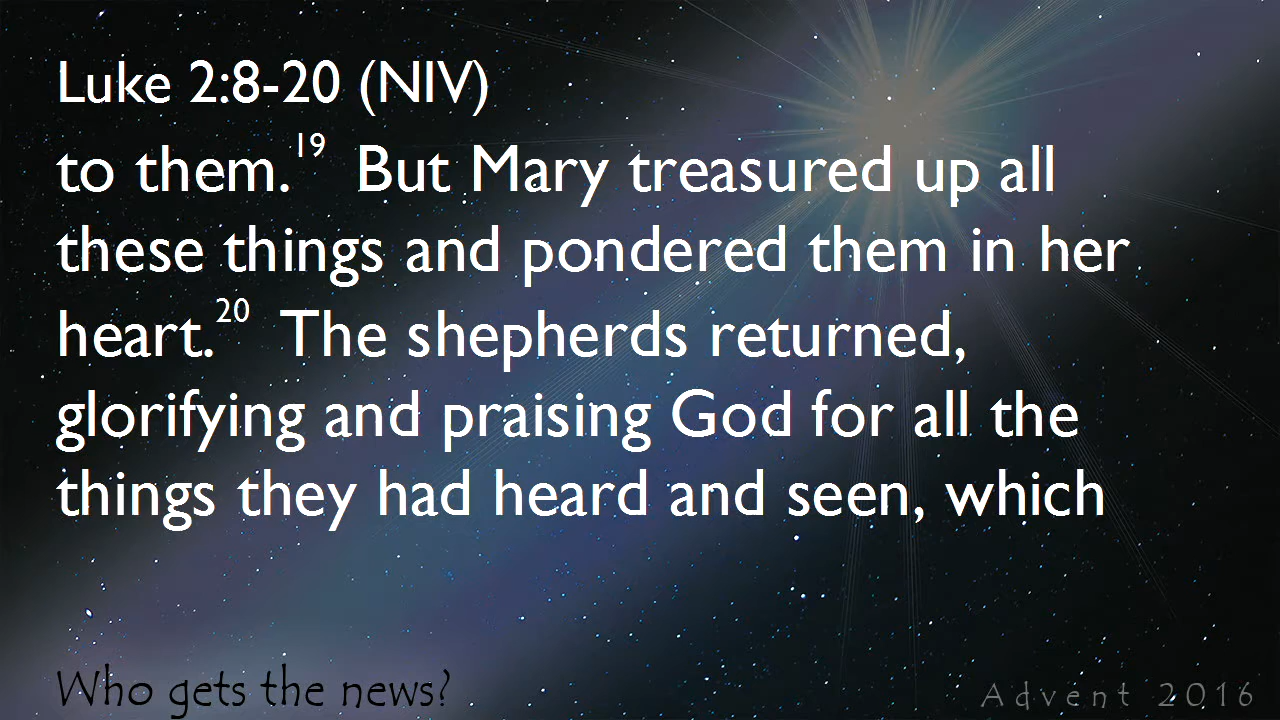 Luke 2:8-20 (NIV)
to them.19 But Mary treasured up all
these things and pondered them in her
heart.20 The shepherds returned,
glorifying and praising God for all the
things they had heard and seen, which
Who gets the news?
Advent 2016